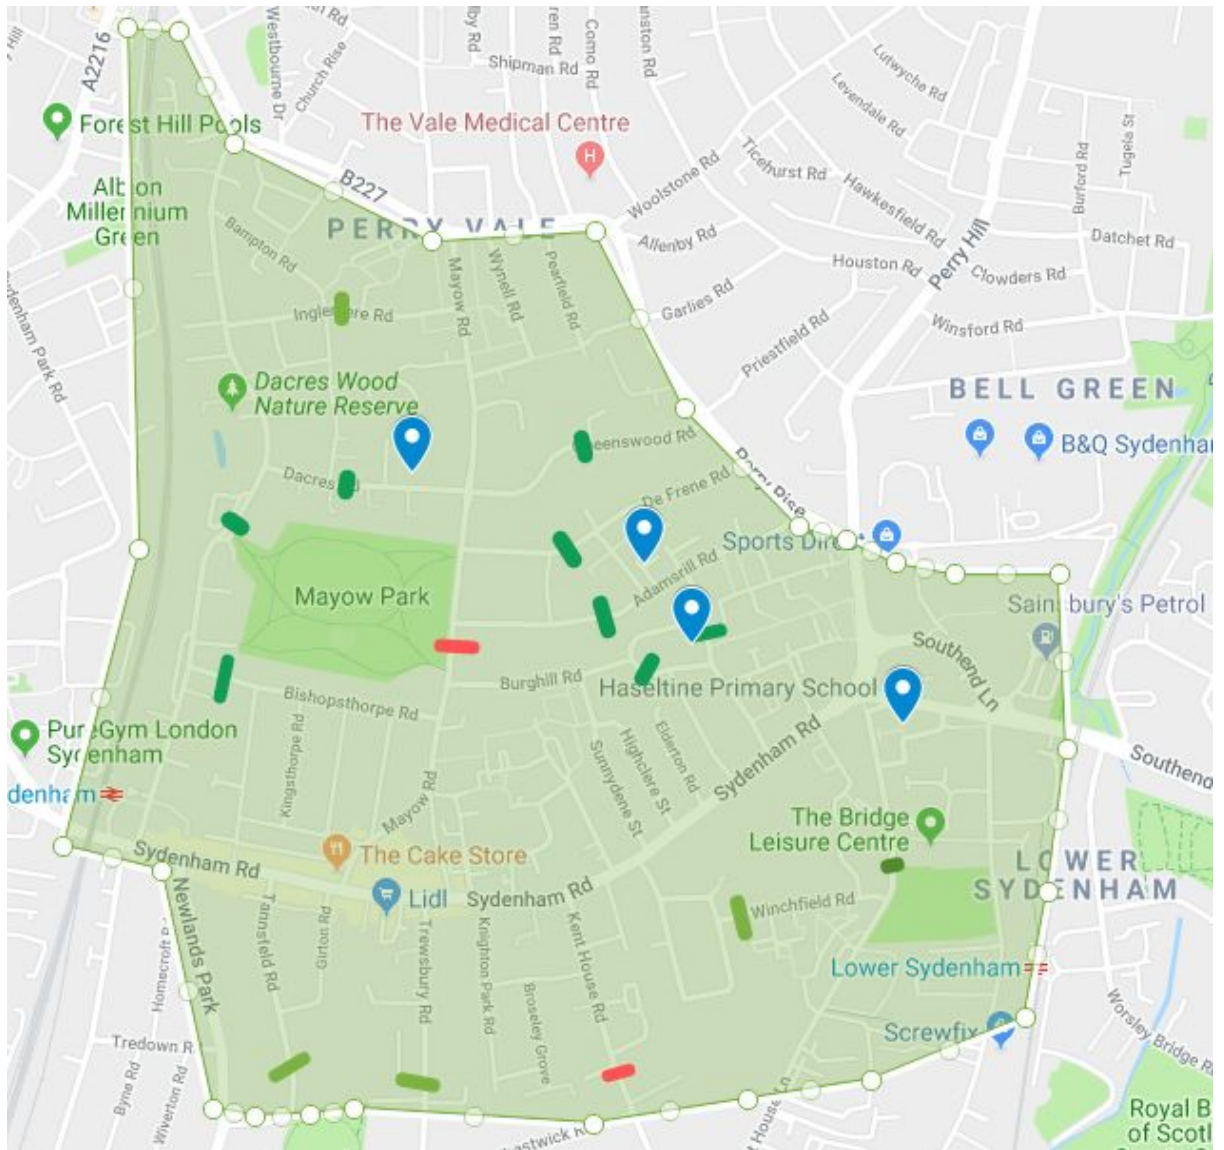 A2216
Westbourne Dr
Church Rise
Shipman Rd
Como Rd
Lutwyche Rd
Levendale Rd
Tugela St
Burford Rd
Forest Hill Pools
The Vale Medical Centre
H
Woolstone Rd
Ticehurst Rd
Hawkesfield Rd
B227
PERRY VALE
Albion
Millennium
Green
Bampton Rd
Allenby Rd
Houston Rd
Perry Hill
Datchet Rd
Clowders Rd
Mayow Rd
Wynell Rd
Pearfield Rd
Garlies Rd
Winsford Rd
Priestfield Rd
Sydenham Park Rd
Dacres Wood
Nature Reserve
BELL GREEN
B&Q Sydenha
eenswood Rd
Perry Rise
De Frene Rd
Sports Dire
Adamsrill Rd
Mayow Park
Sainsbury's Petrol
Southend Ln
Burghill Rd
Haseltine Primary School
Bishopsthorpe Rd
PureGym London
Sydenham
Kingsthorpe Rd
Sunnydene St
Highclere St
Elderton Rd
Sydenham Rd
Southend
denham
Mayow Rd
The Bridge
Leisure Centre
Sydenham Rd
The Cake Store
LOWER
SYDENHAM
Lidl
Sydenham Rd
Winchfield Rd
Newlands Park
Tannsfeld Rd
Girton Rd
Trewsbury Rd
Knighton Park Rd
Kent House Rd
Broseley Grove
Lower Sydenham
Screwfix
Worsley Bridge R
Tredown R
Byne Rd
Wiverton Rd
Royal B
of Scotl